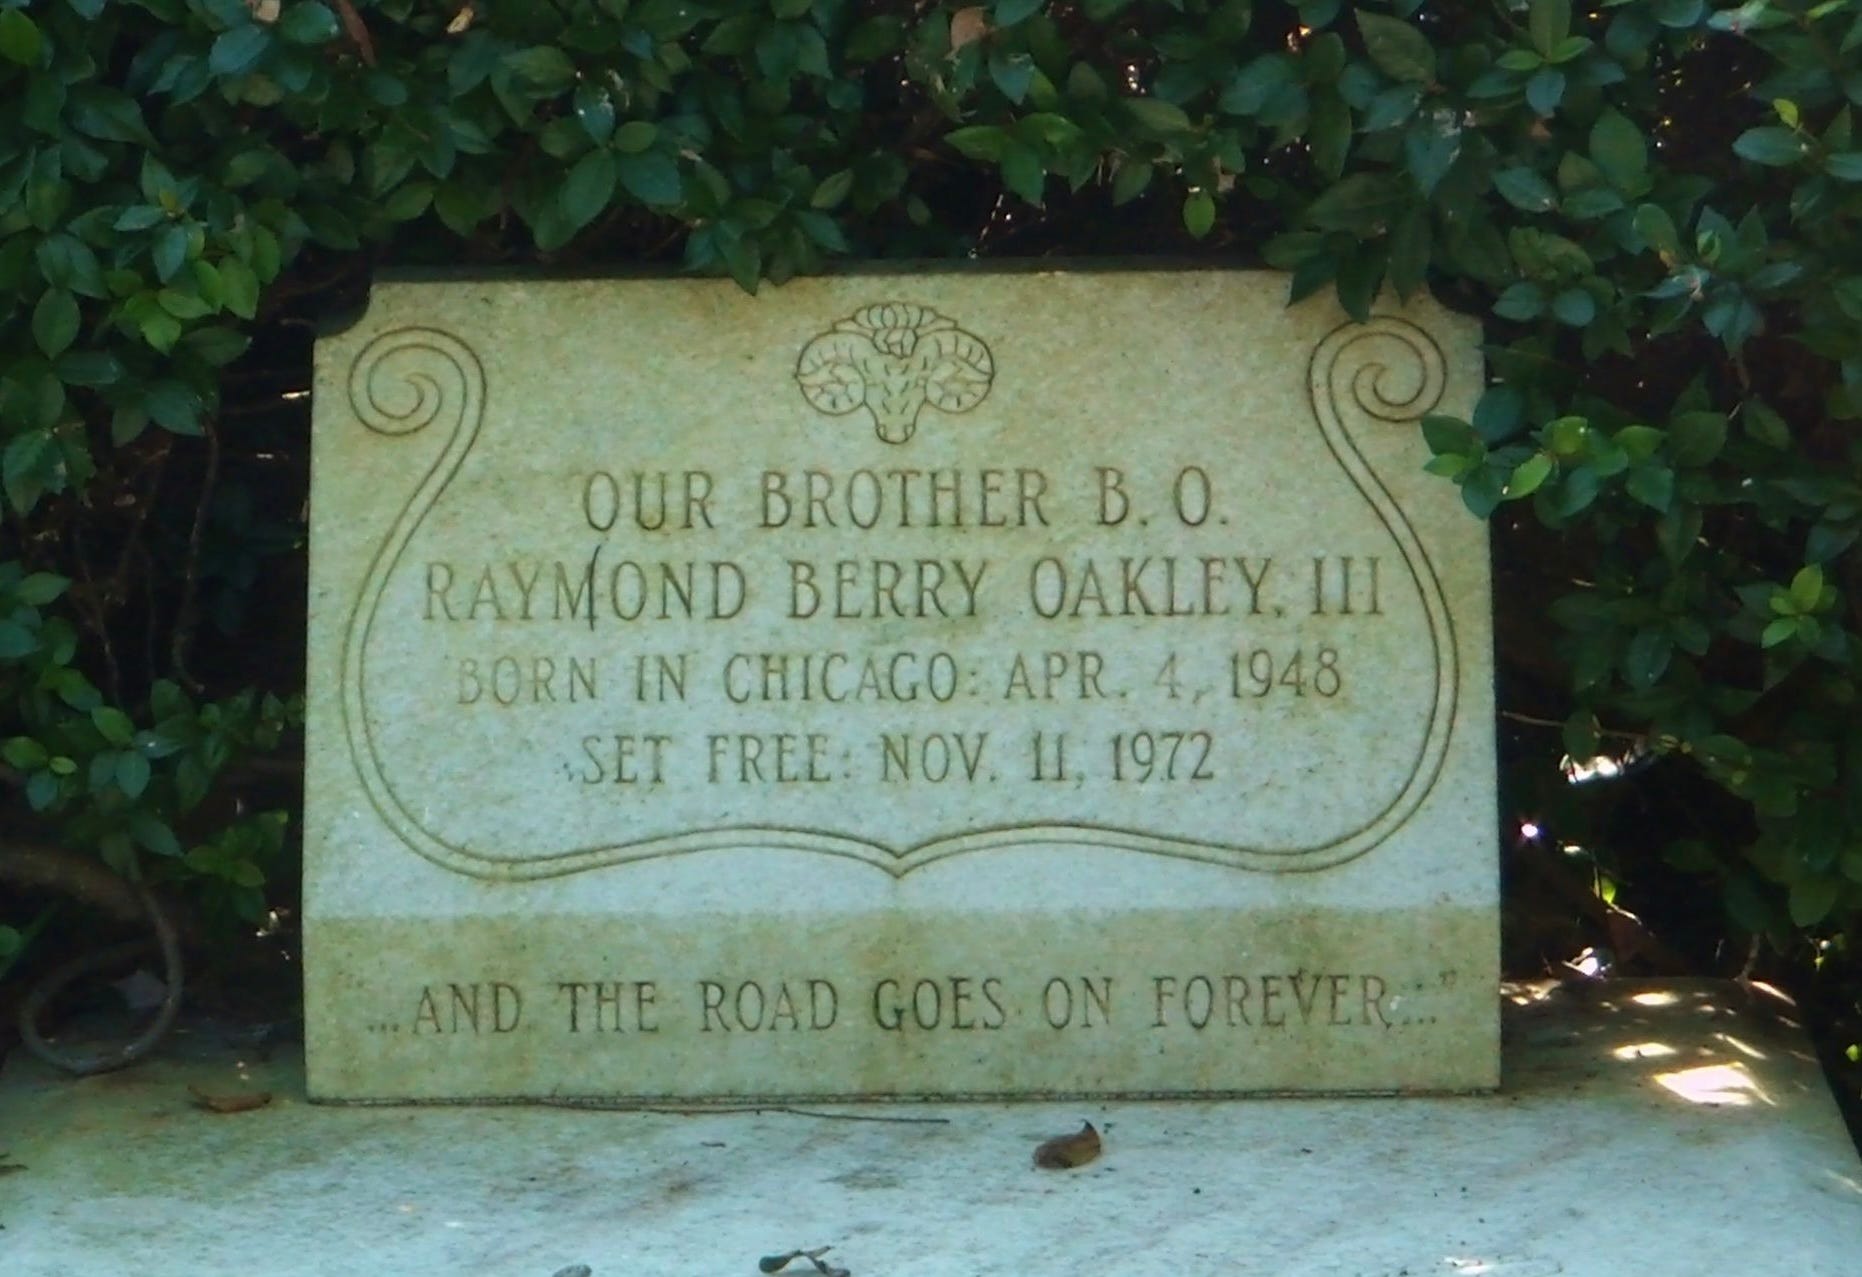 OUR BROTHER B. O.
RAYMOND BERRY OAKLEY, III
BORN IN CHICAGO: APR. 4, 1948
SET FREE: NOV. 11, 1972
...AND THE ROAD GOES ON FOREVER..."